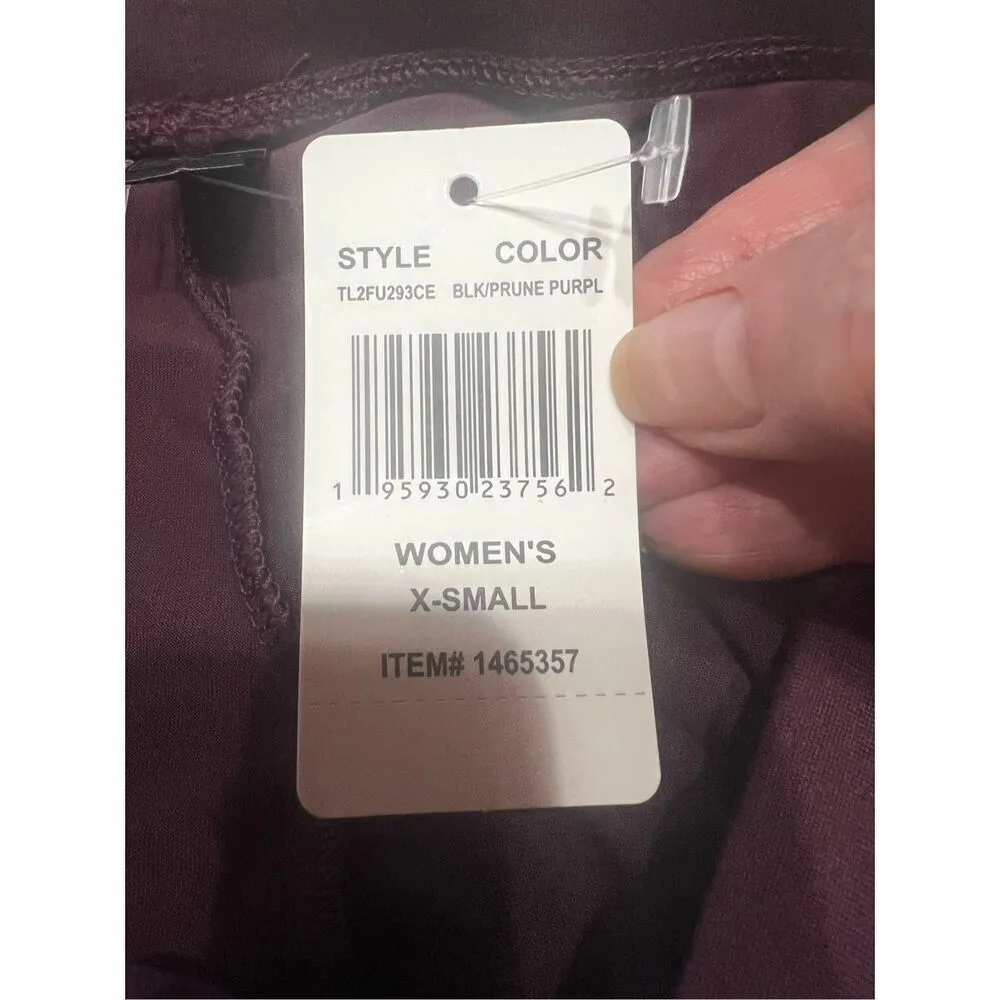 STYLE COLOR
TL2FU293CE BLK/PRUNE PURPL
1 95930 23756 2
WOMEN'S
X-SMALL
ITEM# 1465357